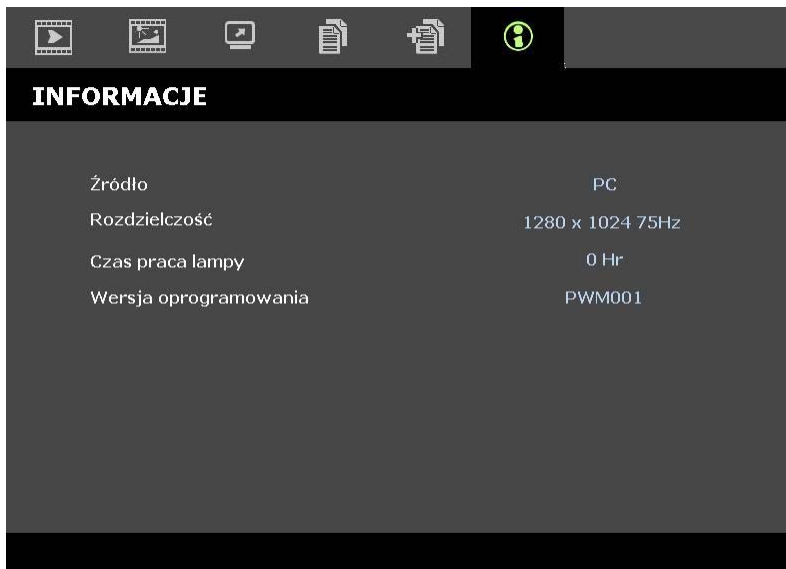 INFORMACJE
Źródło PC
Rozdzielczość 1280 x 1024 75Hz
Czas praca lampy 0 Hr
Wersja oprogramowania PWM001